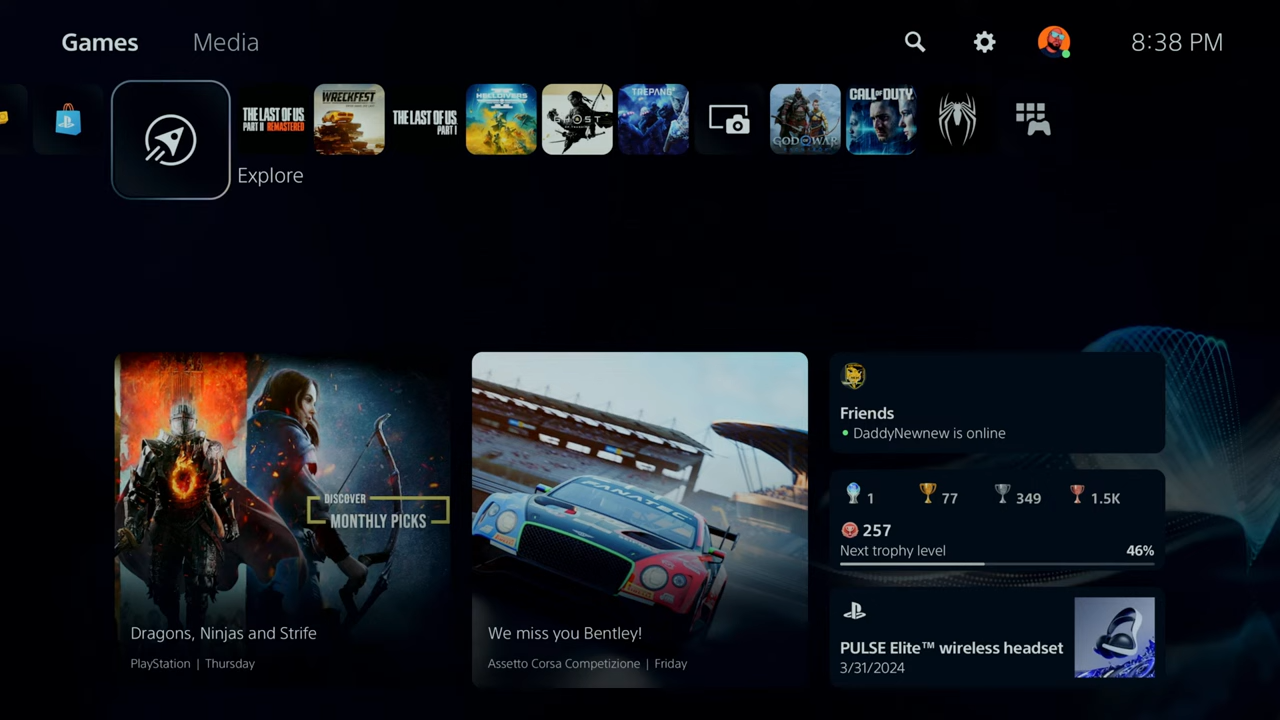 Games
Media
8:38 PM
THE LAST OF US
PART II REMASTERED
WRECKFEST
THE LAST OF US
PART I
HELLDIVERS
GHOST
TREPANG
GOD OF WAR
CALL OF DUTY
Explore
DISCOVER
MONTHLY PICKS
Dragons, Ninjas and Strife
PlayStation | Thursday
FANATEC
We miss you Bentley!
Assetto Corsa Competizione | Friday
Friends
DaddyNewnew is online
1
77
349
1.5K
257
Next trophy level
46%
PULSE Elite™ wireless headset
3/31/2024